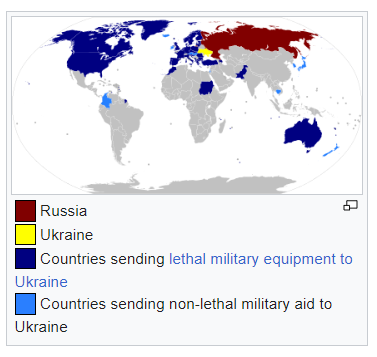 Russia
Ukraine
Countries sending lethal military equipment to
Ukraine
Countries sending non-lethal military aid to
Ukraine